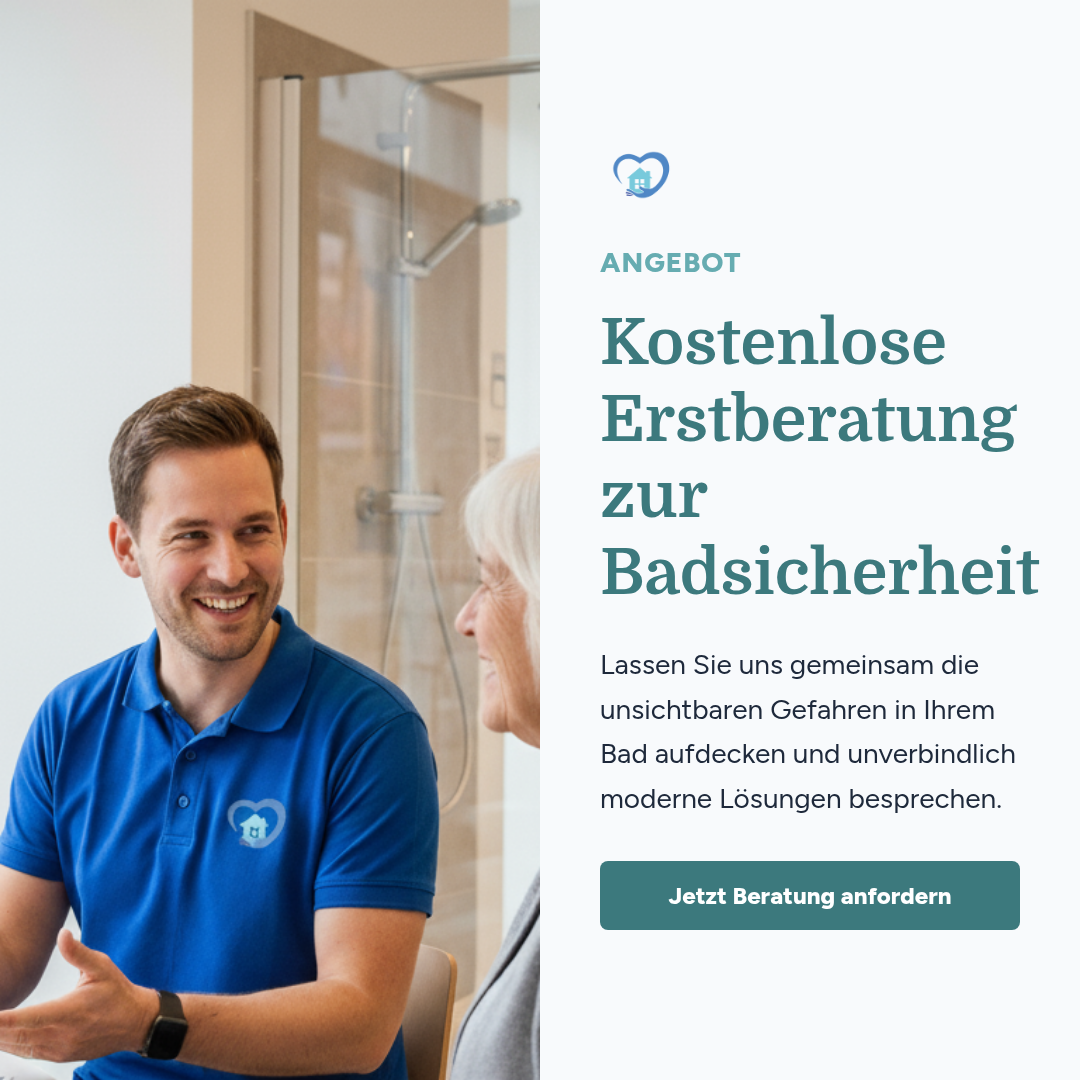 ANGEBOT
Kostenlose
Erstberatung
zur
Badsicherheit
Lassen Sie uns gemeinsam die
unsichtbaren Gefahren in Ihrem
Bad aufdecken und unverbindlich
moderne Lösungen besprechen.
Jetzt Beratung anfordern